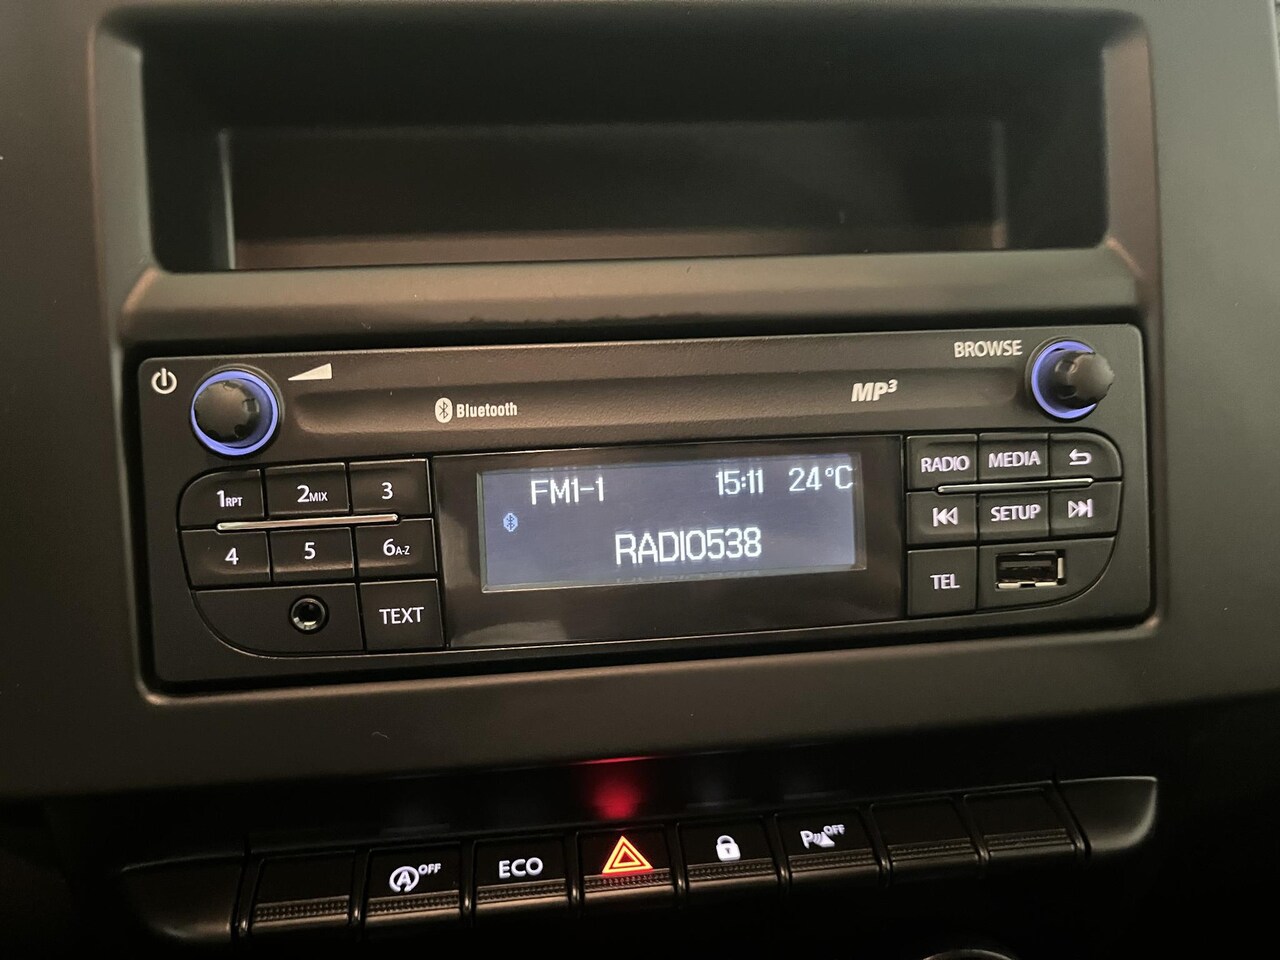 BROWSE
Bluetooth
MP3
1RPT 2MIX 3
4 5 6A-Z
TEXT
FM1-1 15:11 24°C
RADIO538
RADIO MEDIA
SETUP
TEL
A OFF ECO P OFF